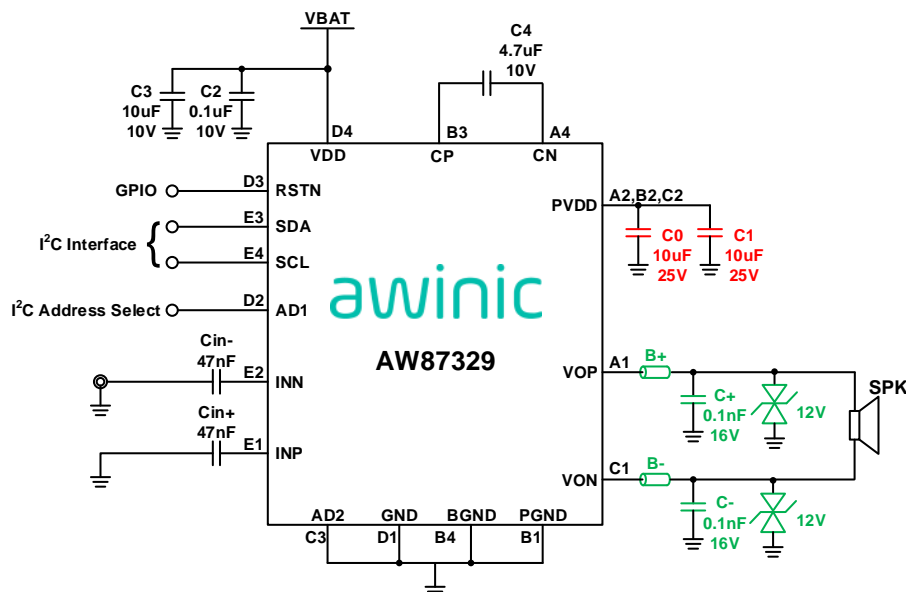 VBAT
C4
4.7uF
10V
C3
10uF
10V
C2
0.1uF
10V
D4
B3
A4
VDD
CP
CN
GPIO
D3
RSTN
PVDD
A2,B2,C2
I²C Interface
E3
SDA
E4
SCL
C0
10uF
25V
C1
10uF
25V
I²C Address Select
D2
AD1
awinic
AW87329
Cin-
47nF
E2
INN
VOP
A1
B+
C+
0.1nF
16V
12V
SPK
Cin+
47nF
E1
INP
VON
C1
B-
C-
0.1nF
16V
12V
AD2
GND
BGND
PGND
C3
D1
B4
B1